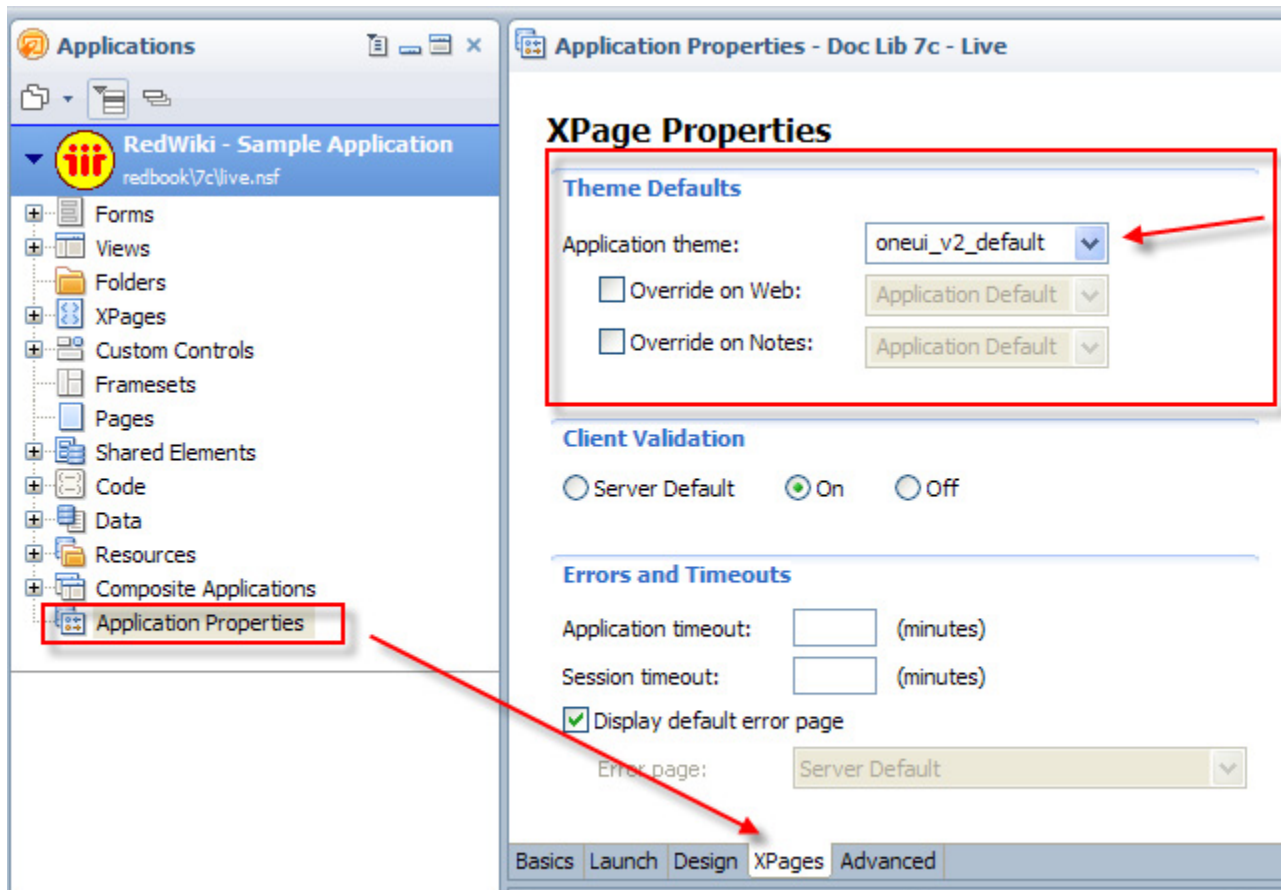 Applications
RedWiki - Sample Application
redbook\7c\live.nsf
Forms
Views
Folders
XPages
Custom Controls
Framesets
Pages
Shared Elements
Code
Data
Resources
Composite Applications
Application Properties
Application Properties - Doc Lib 7c - Live
XPage Properties
Theme Defaults
Application theme: oneui_v2_default
Override on Web: Application Default
Override on Notes: Application Default
Client Validation
Server Default On Off
Errors and Timeouts
Application timeout: (minutes)
Session timeout: (minutes)
Display default error page
Error page: Server Default
Basics Launch Design XPages Advanced